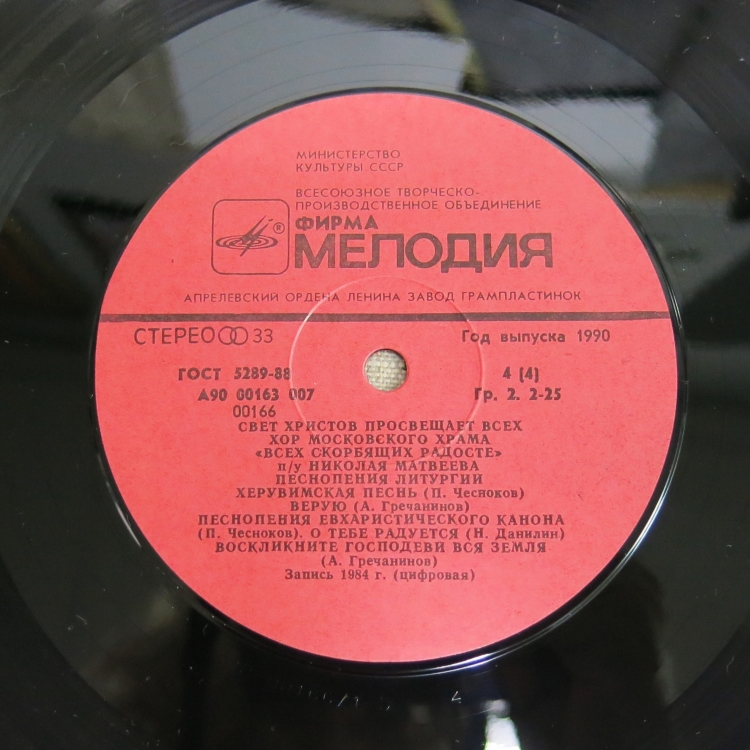 МИНИСТЕРСТВО
КУЛЬТУРЫ СССР
ВСЕСОЮЗНОЕ ТВОРЧЕСКО-
ПРОИЗВОДСТВЕННОЕ ОБЪЕДИНЕНИЕ
®
ФИРМА
МЕЛОДИЯ
АПРЕЛЕВСКИЙ ОРДЕНА ЛЕНИНА ЗАВОД ГРАМПЛАСТИНОК
СТЕРЕО 33 Год выпуска 1990
ГОСТ 5289-88 4 (4)
А90 00163 007 Гр. 2. 2-25
00166
СВЕТ ХРИСТОВ ПРОСВЕЩАЕТ ВСЕХ
ХОР МОСКОВСКОГО ХРАМА
«ВСЕХ СКОРБЯЩИХ РАДОСТЕ»
п/у НИКОЛАЯ МАТВЕЕВА
ПЕСНОПЕНИЯ ЛИТУРГИИ
ХЕРУВИМСКАЯ ПЕСНЬ (П. Чесноков)
ВЕРУЮ (А. Гречанинов)
ПЕСНОПЕНИЯ ЕВХАРИСТИЧЕСКОГО КАНОНА
(П. Чесноков). О ТЕБЕ РАДУЕТСЯ (Н. Данилин)
ВОСКЛИКНИТЕ ГОСПОДЕВИ ВСЯ ЗЕМЛЯ
(А. Гречанинов)
Запись 1984 г. (цифровая)